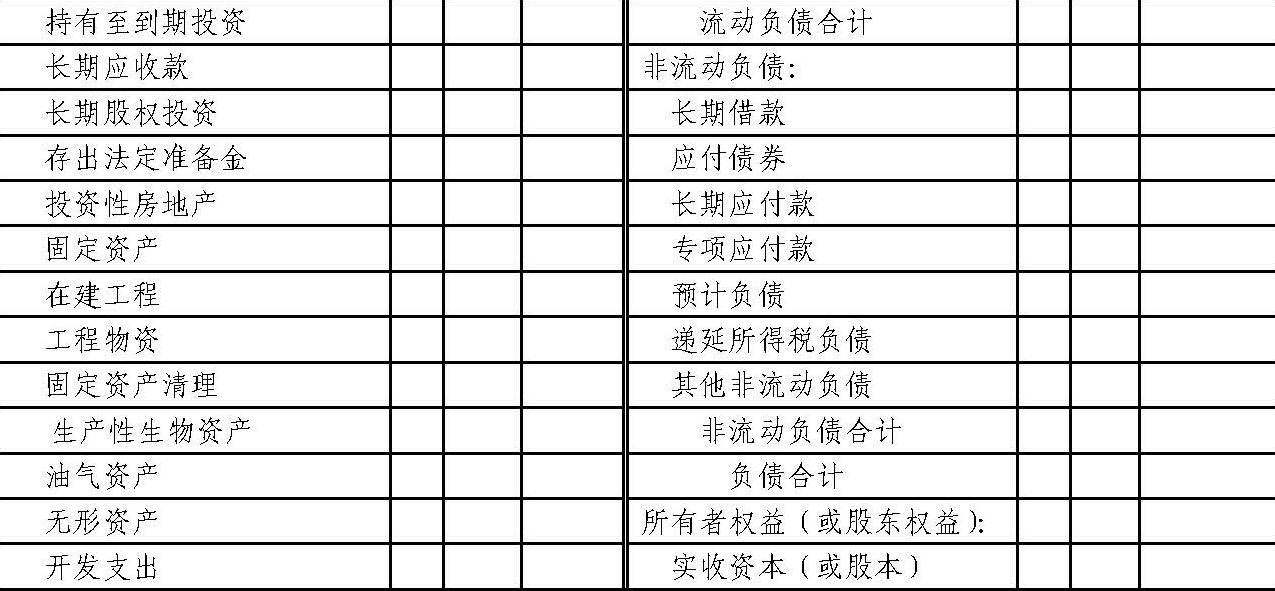 持有至到期投资 流动负债合计
长期应收款 非流动负债:
长期股权投资 长期借款
存出法定准备金 应付债券
投资性房地产 长期应付款
固定资产 专项应付款
在建工程 预计负债
工程物资 递延所得税负债
固定资产清理 其他非流动负债
生产性生物资产 非流动负债合计
油气资产 负债合计
无形资产 所有者权益（或股东权益）:
开发支出 实收资本（或股本）